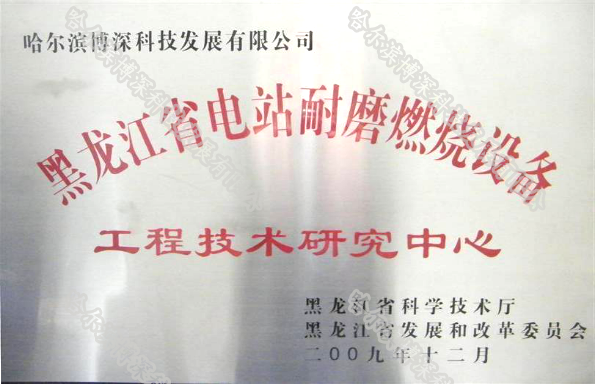 哈尔滨博深科技发展有限公司
黑龙江省电站耐磨燃烧设备
工程技术研究中心
黑龙江省科学技术厅
黑龙江省发展和改革委员会
二00九年十二月